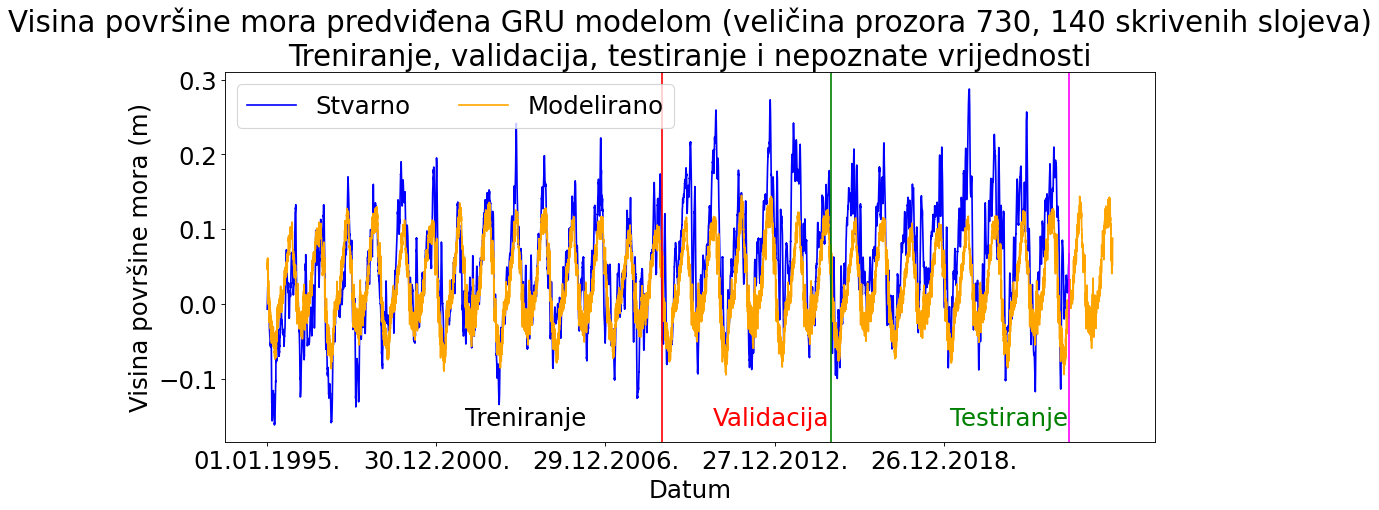 Visina površine mora predviđena GRU modelom (veličina prozora 730, 140 skrivenih slojeva)
Treniranje, validacija, testiranje i nepoznate vrijednosti
Stvarno Modelirano
Visina površine mora (m)
0.3
0.2
0.1
0.0
−0.1
Treniranje Validacija Testiranje
01.01.1995. 30.12.2000. 29.12.2006. 27.12.2012. 26.12.2018.
Datum